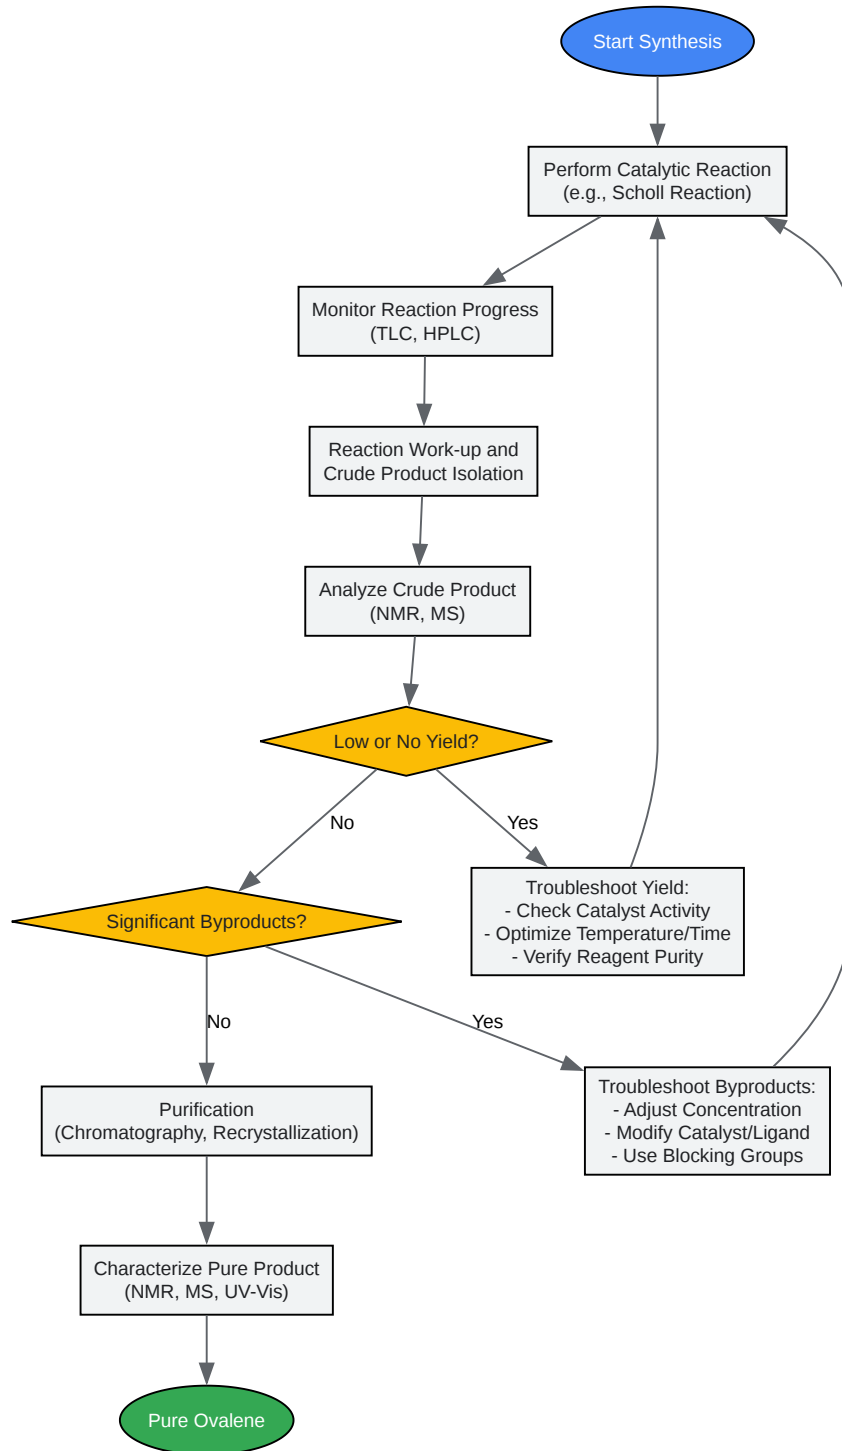 Start Synthesis
Perform Catalytic Reaction
(e.g., Scholl Reaction)
Monitor Reaction Progress
(TLC, HPLC)
Reaction Work-up and
Crude Product Isolation
Analyze Crude Product
(NMR, MS)
Low or No Yield?
No
Yes
Troubleshoot Yield:
- Check Catalyst Activity
- Optimize Temperature/Time
- Verify Reagent Purity
Significant Byproducts?
No
Yes
Troubleshoot Byproducts:
- Adjust Concentration
- Modify Catalyst/Ligand
- Use Blocking Groups
Purification
(Chromatography, Recrystallization)
Characterize Pure Product
(NMR, MS, UV-Vis)
Pure Ovalene